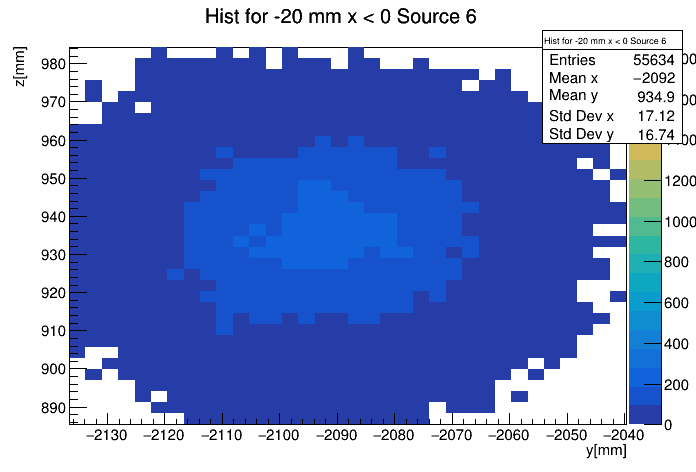 Hist for -20 mm x < 0 Source 6
z[mm]
Hist for -20 mm x < 0 Source 6
Entries 55634
Mean x −2092
Mean y 934.9
Std Dev x 17.12
Std Dev y 16.74
980
970
960
950
940
930
920
910
900
890
1200
1000
800
600
400
200
0
−2130 −2120 −2110 −2100 −2090 −2080 −2070 −2060 −2050 −2040
y[mm]